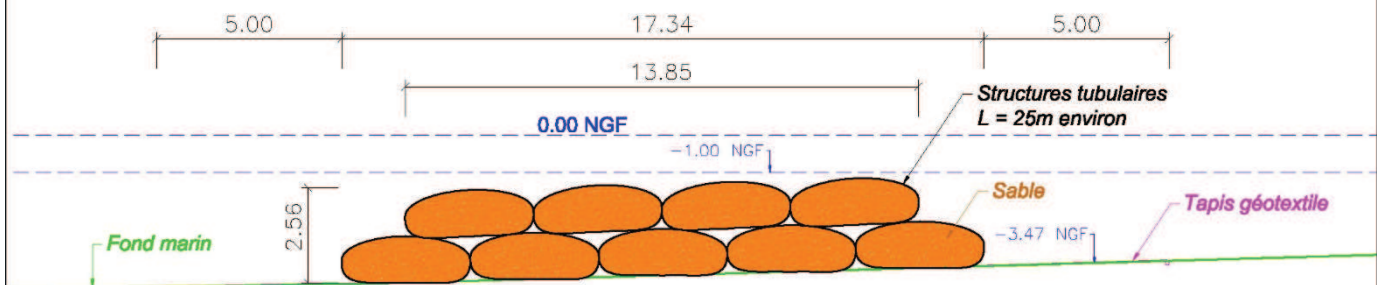 5.00
17.34
5.00
13.85
Structures tubulaires
L = 25m environ
0.00 NGF
-1.00 NGF
2.56
Sable
Tapis géotextile
Fond marin
-3.47 NGF